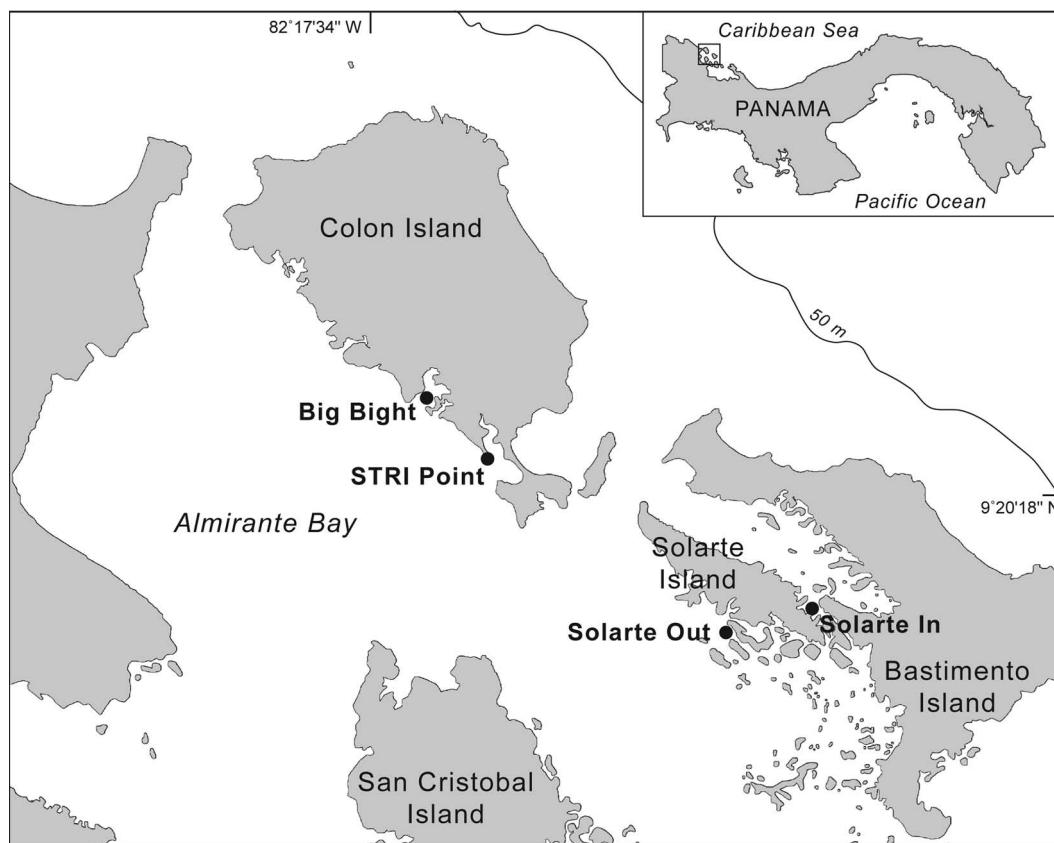 82°17'34" W
Caribbean Sea
PANAMA
Pacific Ocean
Colon Island
50 m
Big Bight
STRI Point
9°20'18" N
Almirante Bay
Solarte
Island
Solarte Out
Solarte In
Bastimento
Island
San Cristobal
Island